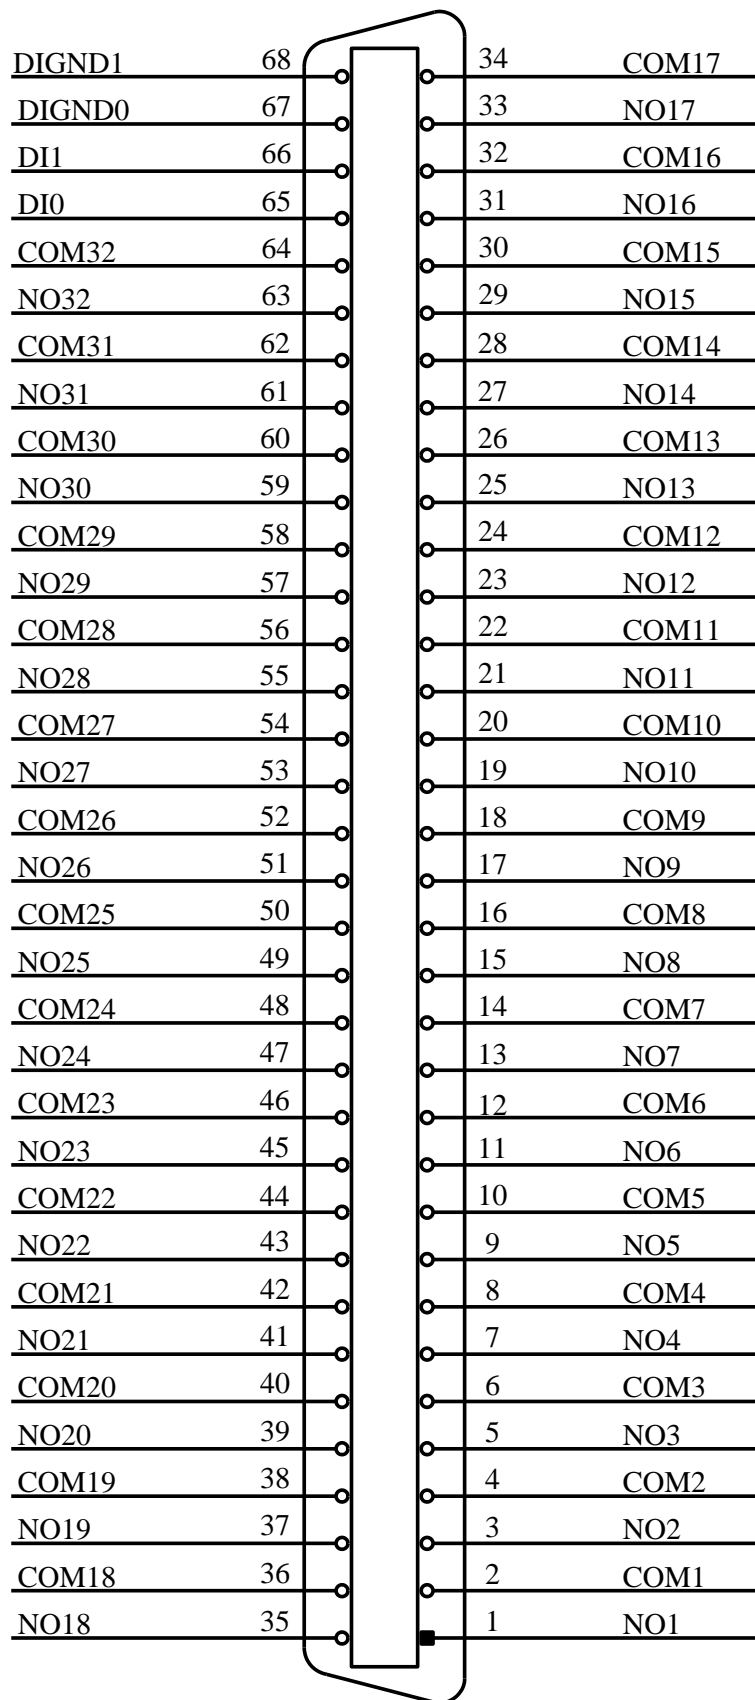 DIGND1 68 34 COM17
DIGND0 67 33 NO17
DI1 66 32 COM16
DI0 65 31 NO16
COM32 64 30 COM15
NO32 63 29 NO15
COM31 62 28 COM14
NO31 61 27 NO14
COM30 60 26 COM13
NO30 59 25 NO13
COM29 58 24 COM12
NO29 57 23 NO12
COM28 56 22 COM11
NO28 55 21 NO11
COM27 54 20 COM10
NO27 53 19 NO10
COM26 52 18 COM9
NO26 51 17 NO9
COM25 50 16 COM8
NO25 49 15 NO8
COM24 48 14 COM7
NO24 47 13 NO7
COM23 46 12 COM6
NO23 45 11 NO6
COM22 44 10 COM5
NO22 43 9 NO5
COM21 42 8 COM4
NO21 41 7 NO4
COM20 40 6 COM3
NO20 39 5 NO3
COM19 38 4 COM2
NO19 37 3 NO2
COM18 36 2 COM1
NO18 35 1 NO1